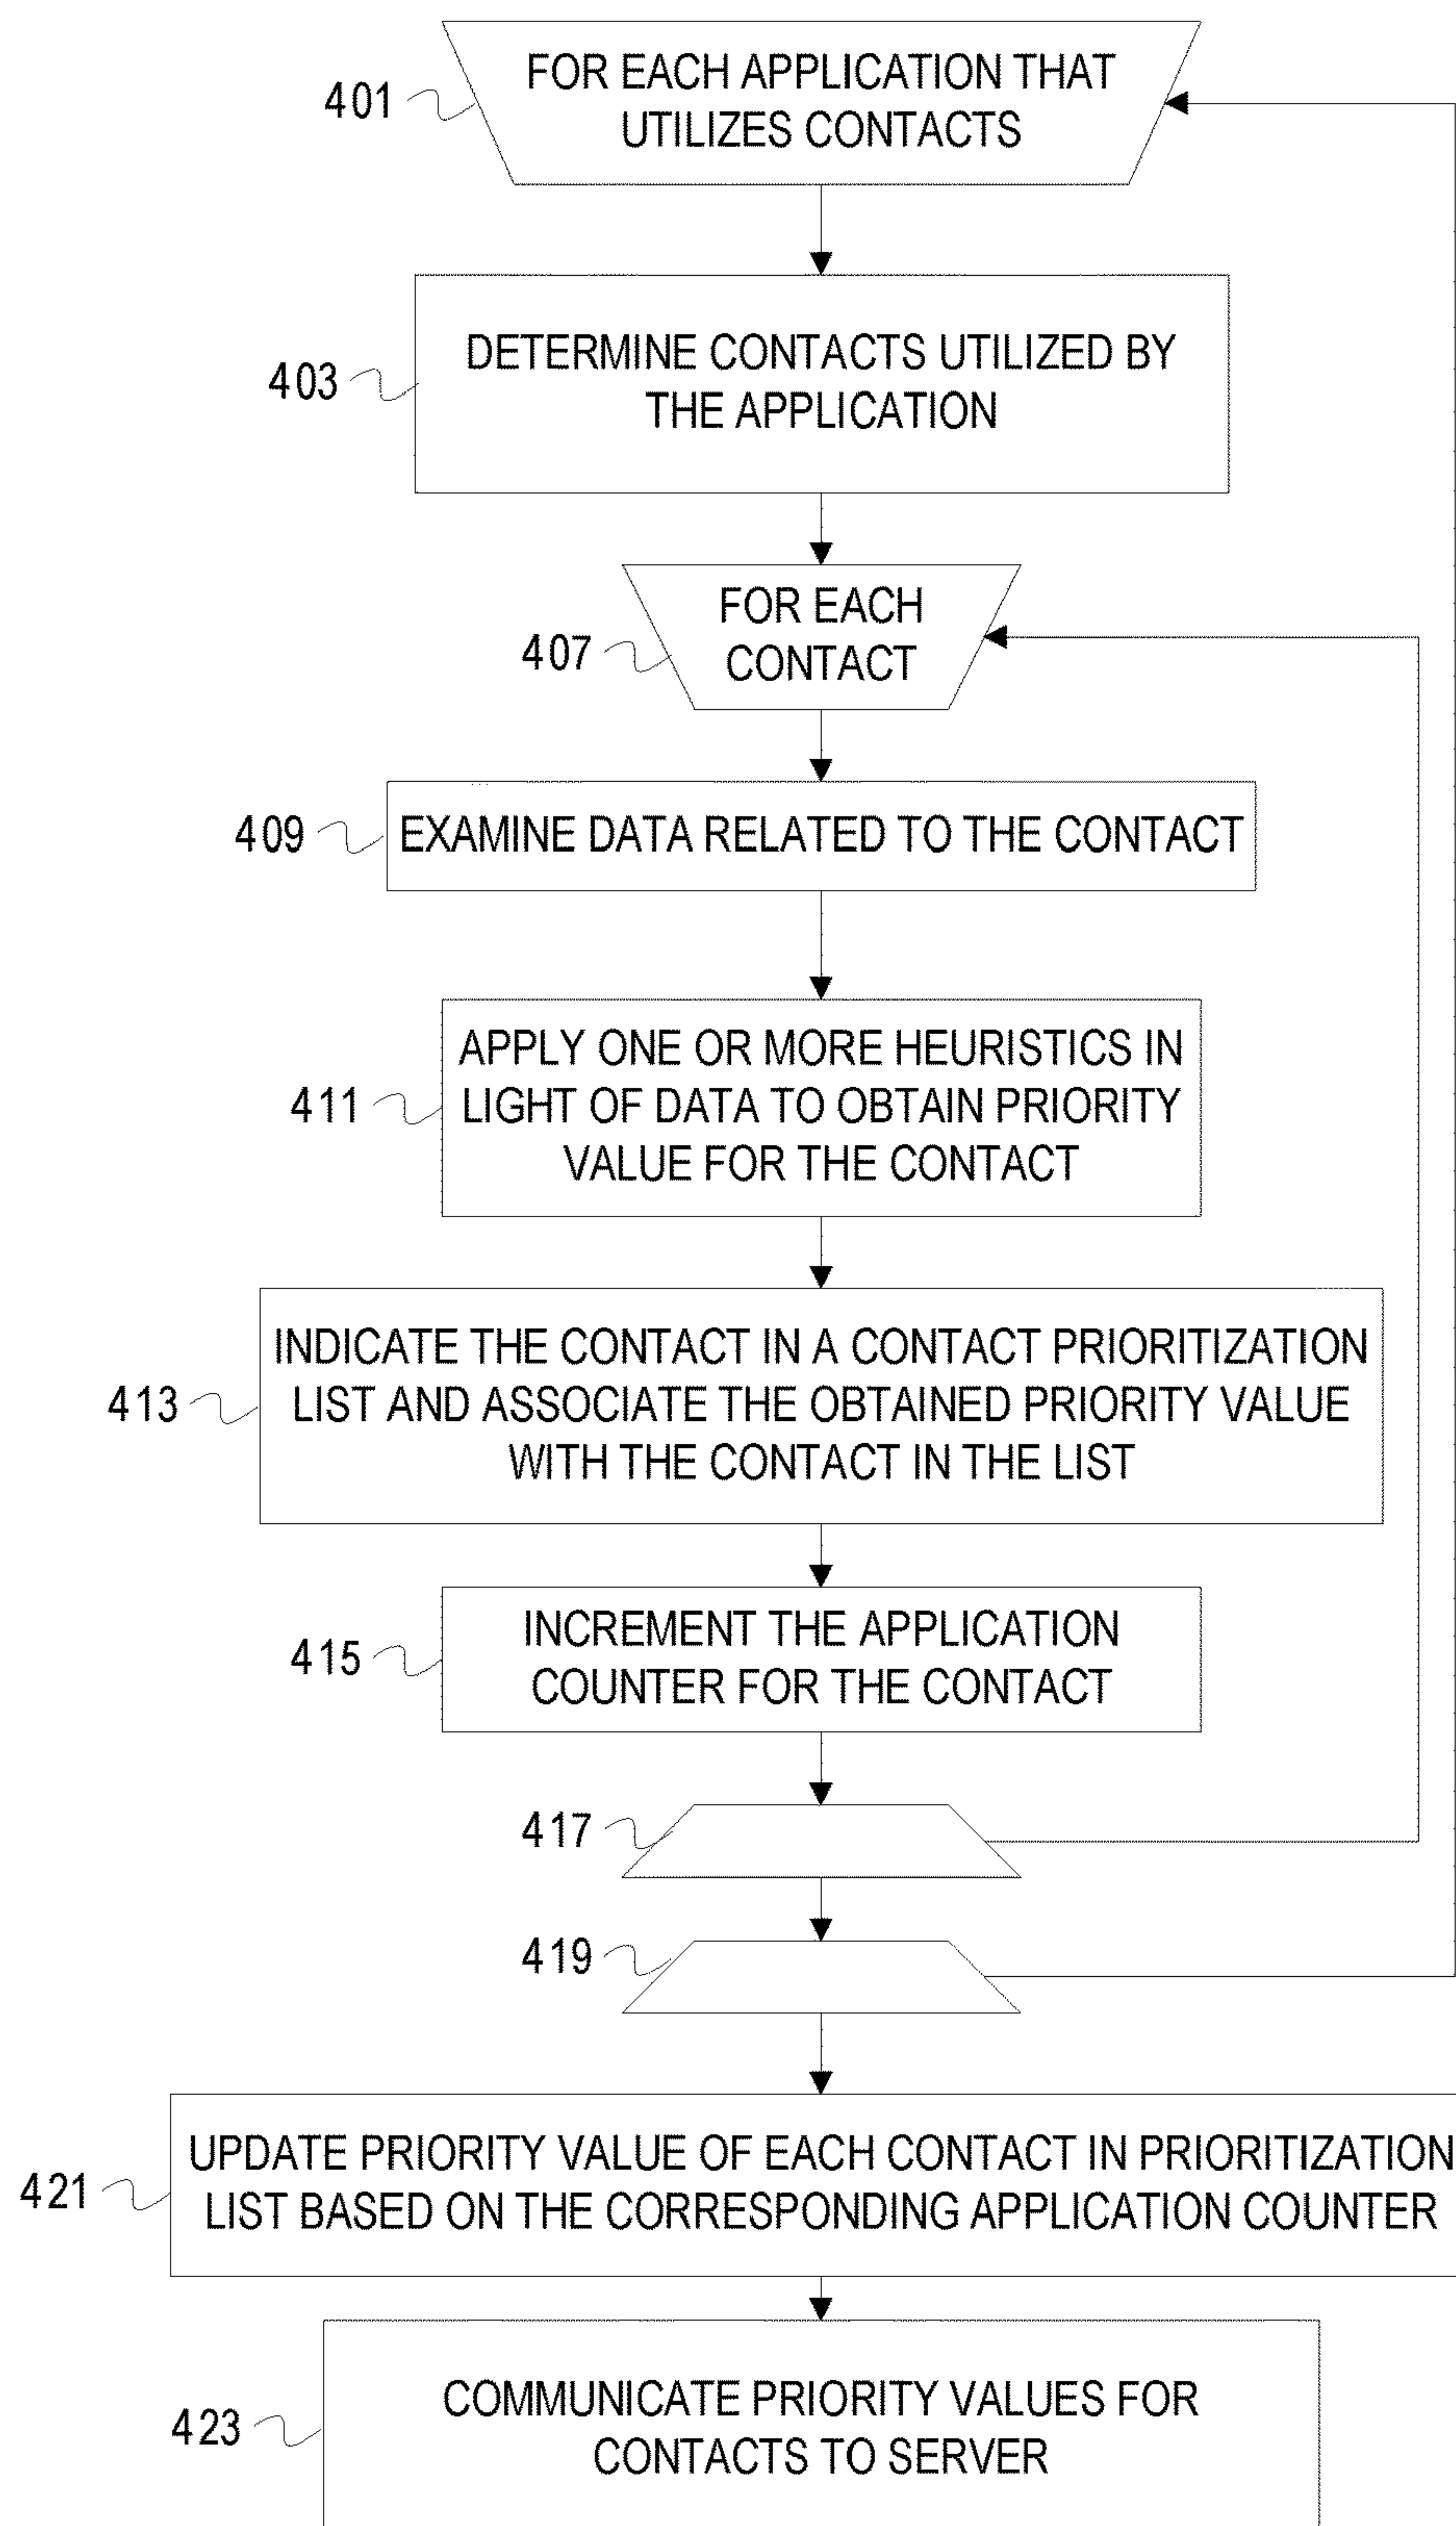 401
FOR EACH APPLICATION THAT
UTILIZES CONTACTS
403
DETERMINE CONTACTS UTILIZED BY
THE APPLICATION
407
FOR EACH
CONTACT
409
EXAMINE DATA RELATED TO THE CONTACT
411
APPLY ONE OR MORE HEURISTICS IN
LIGHT OF DATA TO OBTAIN PRIORITY
VALUE FOR THE CONTACT
413
INDICATE THE CONTACT IN A CONTACT PRIORITIZATION
LIST AND ASSOCIATE THE OBTAINED PRIORITY VALUE
WITH THE CONTACT IN THE LIST
415
INCREMENT THE APPLICATION
COUNTER FOR THE CONTACT
417
419
421
UPDATE PRIORITY VALUE OF EACH CONTACT IN PRIORITIZATION
LIST BASED ON THE CORRESPONDING APPLICATION COUNTER
423
COMMUNICATE PRIORITY VALUES FOR
CONTACTS TO SERVER